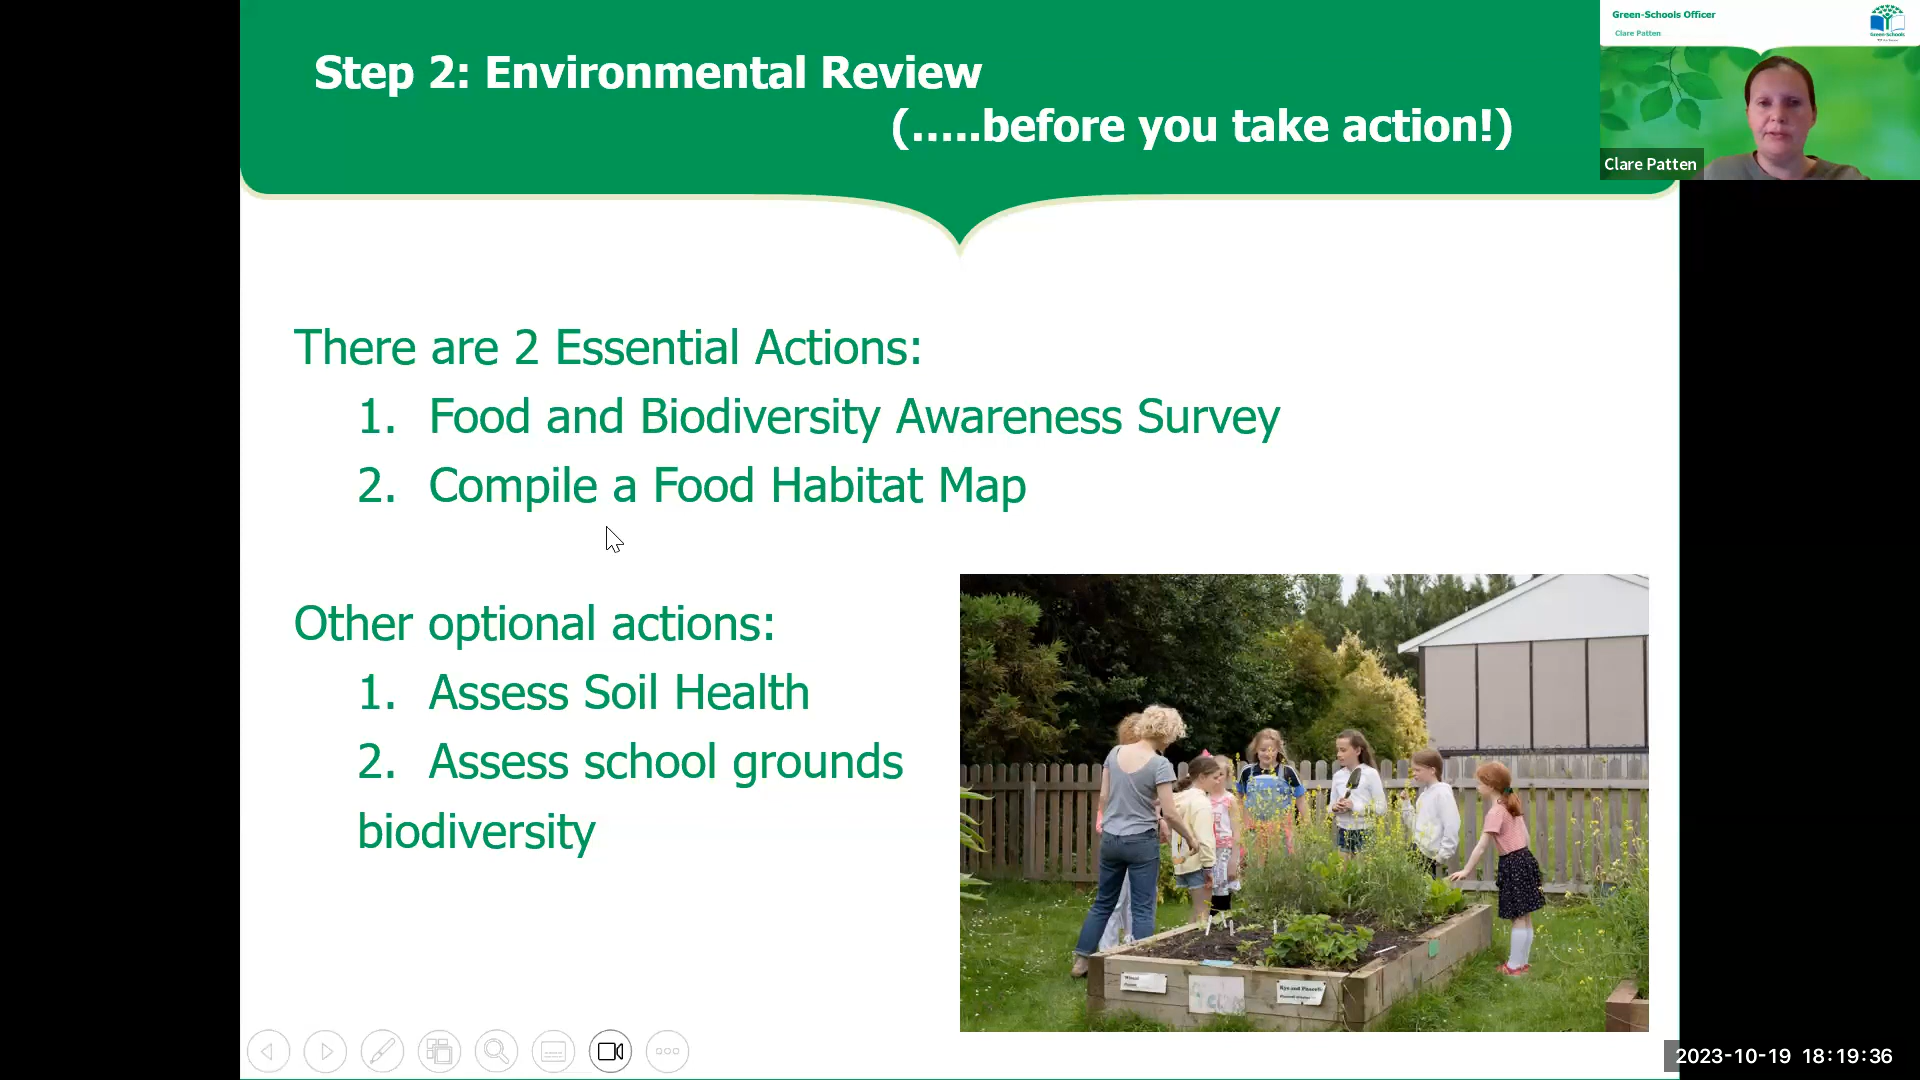 Step 2: Environmental Review
(.....before you take action!)
Green-Schools Officer
Clare Patten
Green-Schools
Clare Patten
There are 2 Essential Actions:
1. Food and Biodiversity Awareness Survey
2. Compile a Food Habitat Map
Other optional actions:
1. Assess Soil Health
2. Assess school grounds
biodiversity
2023-10-19 18:19:36